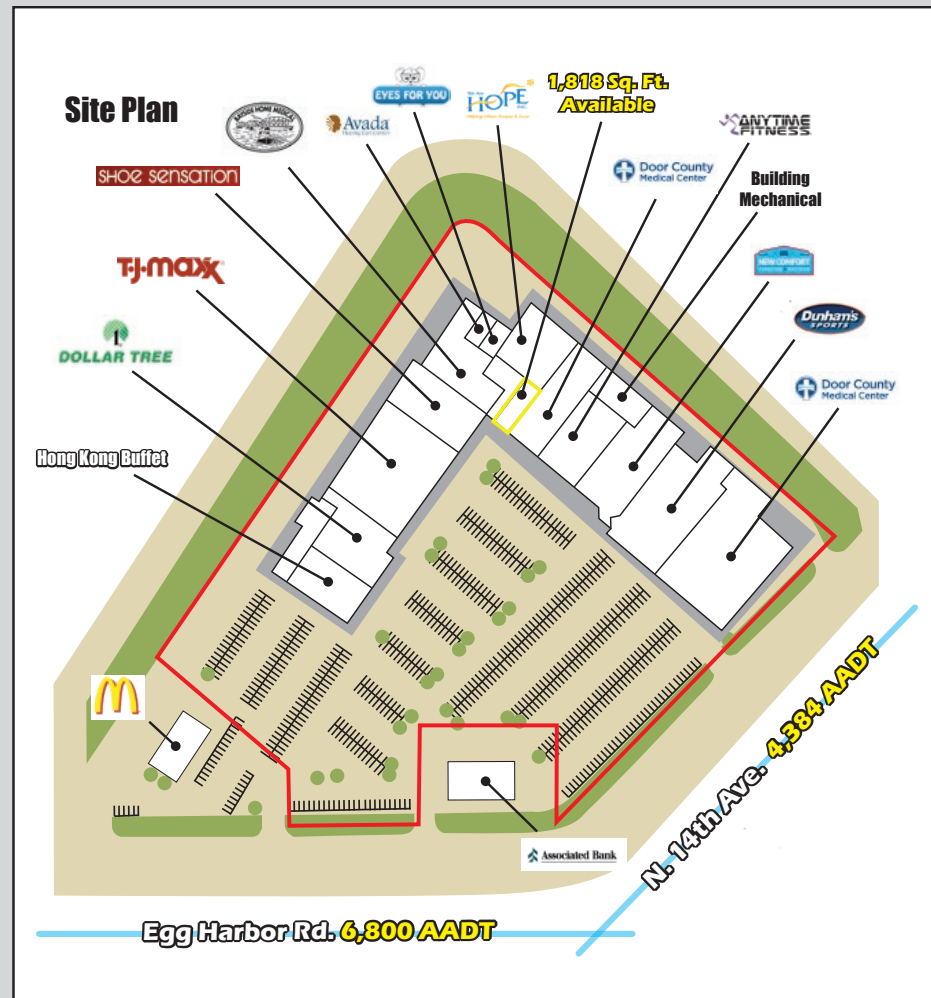 Site Plan
EYES FOR YOU
Avada
HOPE
1,818 Sq. Ft.
Available
ANYTIME
FITNESS
Door County
Medical Center
Building
Mechanical
SHOE SENSATION
T·J·maxx
NEW COMFORT
Dunham's
SPORTS
1
DOLLAR TREE
Door County
Medical Center
Hong Kong Buffet
M
Associated Bank
N. 14th Ave. 4,384 AADT
Egg Harbor Rd. 6,800 AADT